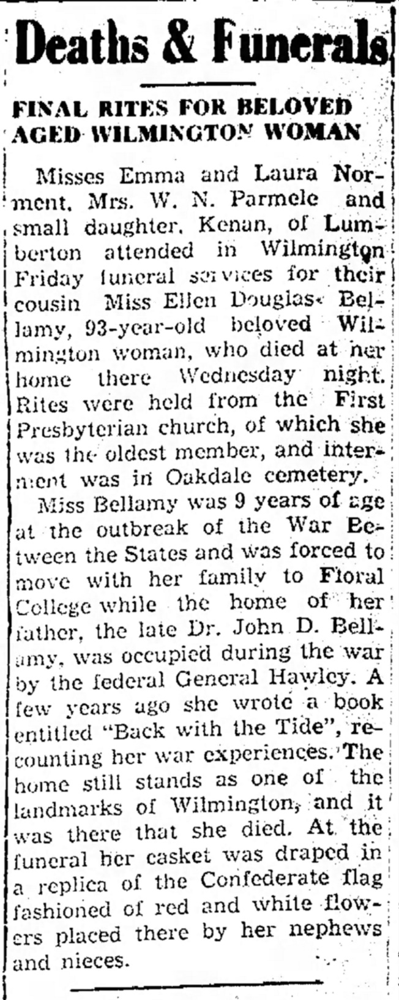 Deaths & Funerals
FINAL RITES FOR BELOVED
AGED WILMINGTON WOMAN
Misses Emma and Laura Nor-
ment, Mrs. W. N. Parmele and
small daughter, Kenan, of Lum-
berton attended in Wilmington
Friday funeral services for their
cousin Miss Ellen Douglas Bel-
lamy, 93-year-old beloved Wil-
mington woman, who died at her
home there Wednesday night.
Rites were held from the First
Presbyterian church, of which she
was the oldest member, and inter-
ment was in Oakdale cemetery.
Miss Bellamy was 9 years of age
at the outbreak of the War Be-
tween the States and was forced to
move with her family to Floral
College while the home of her
father, the late Dr. John D. Bell-
amy, was occupied during the war
by the federal General Hawley. A
few years ago she wrote a book
entitled "Back with the Tide", re-
counting her war experiences. The
home still stands as one of the
landmarks of Wilmington, and it
was there that she died. At the
funeral her casket was draped in
a replica of the Confederate flag
fashioned of red and white flow-
ers placed there by her nephews
and nieces.